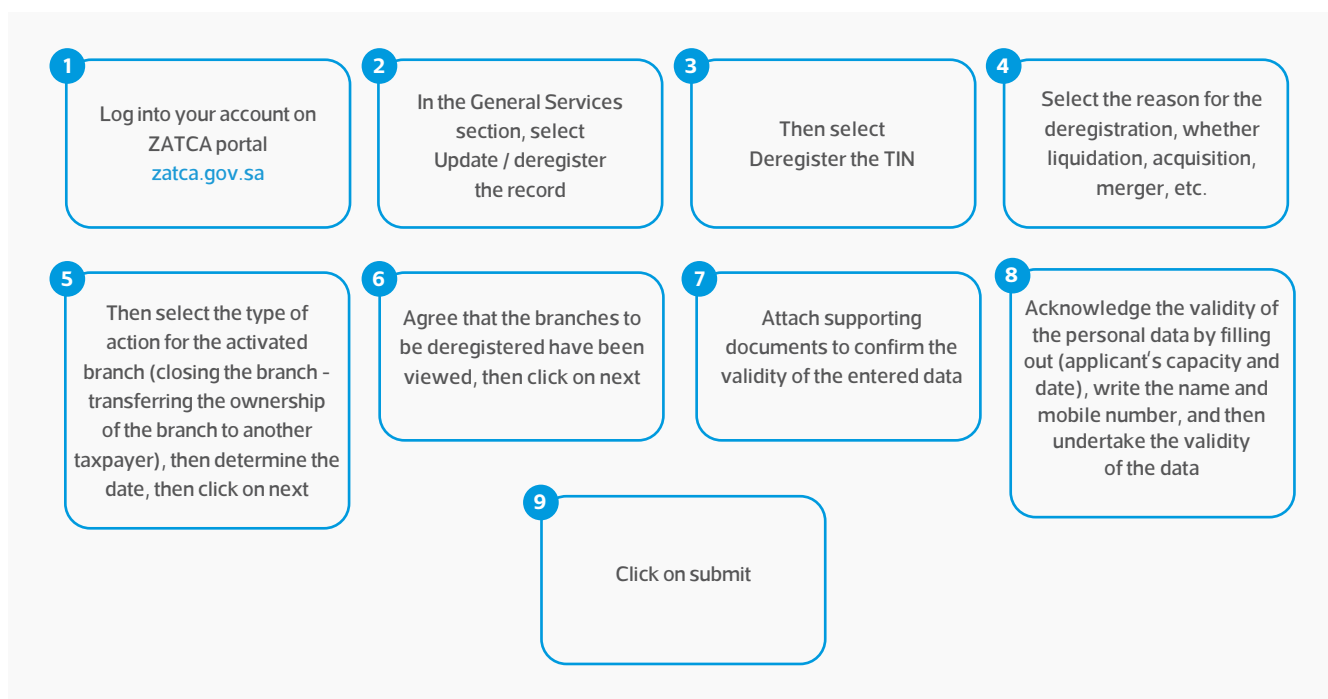 1
Log into your account on
ZATCA portal
zatca.gov.sa
2
In the General Services
section, select
Update / deregister
the record
3
Then select
Deregister the TIN
4
Select the reason for the
deregistration, whether
liquidation, acquisition,
merger, etc.
5
Then select the type of
action for the activated
branch (closing the branch -
transferring the ownership
of the branch to another
taxpayer), then determine the
date, then click on next
6
Agree that the branches to
be deregistered have been
viewed, then click on next
7
Attach supporting
documents to confirm the
validity of the entered data
8
Acknowledge the validity of
the personal data by filling
out (applicant's capacity and
date), write the name and
mobile number, and then
undertake the validity
of the data
9
Click on submit